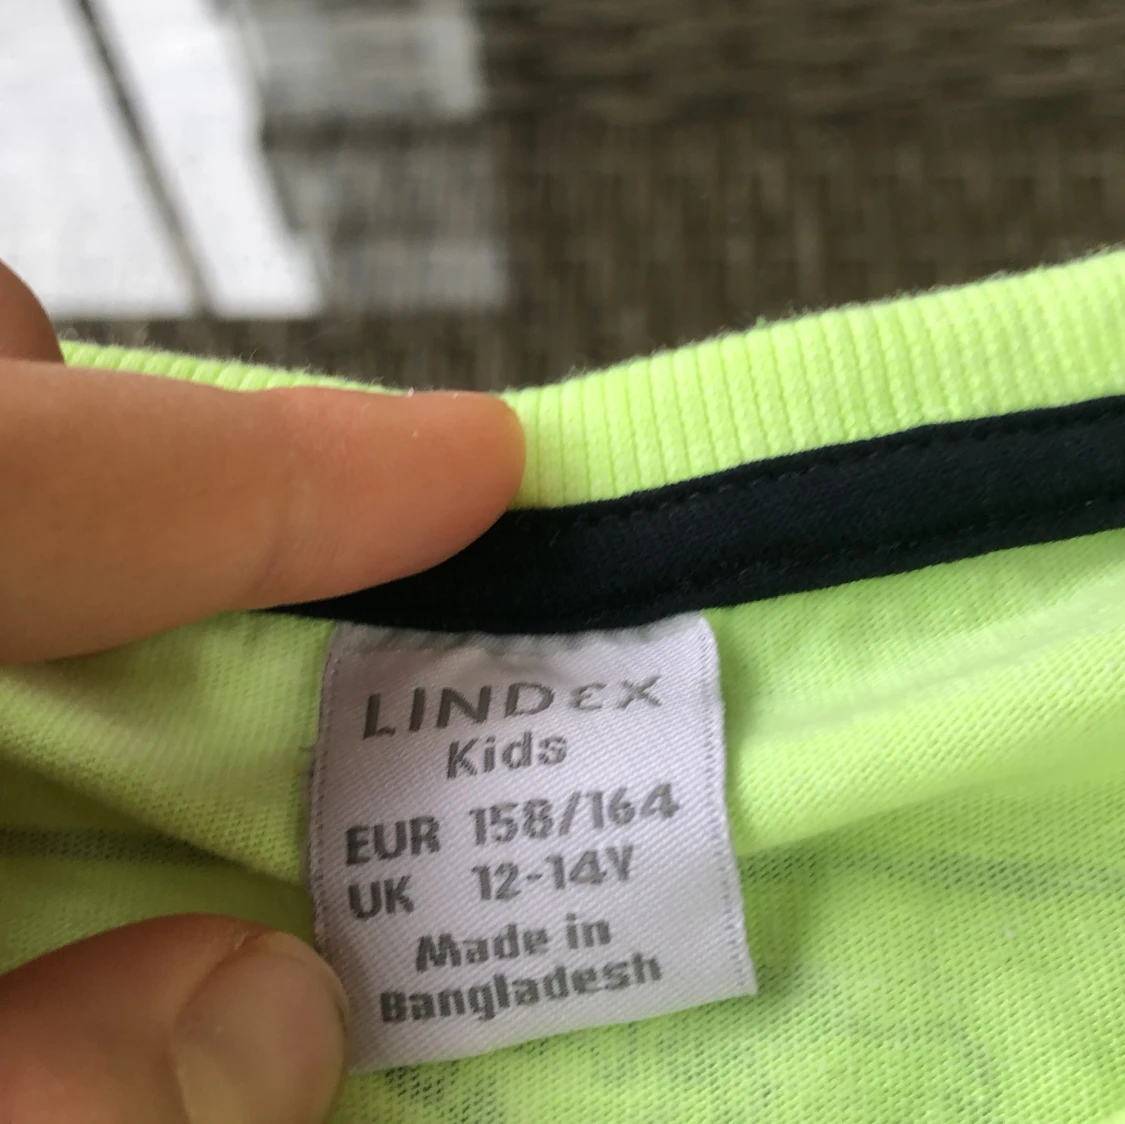 LINDEX
Kids
EUR 158/164
UK 12-14Y
Made in
Bangladesh